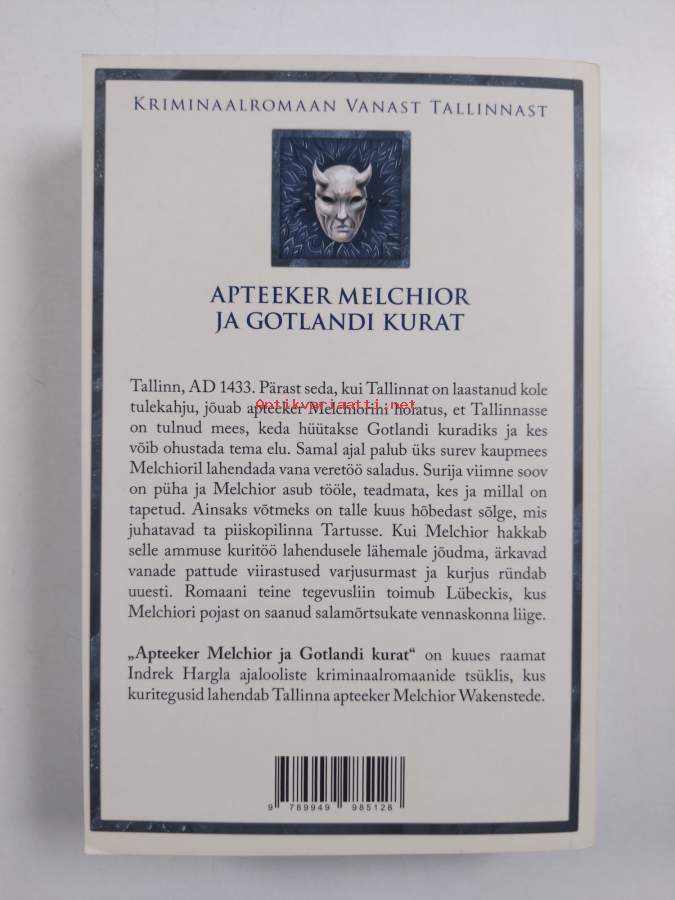 KRIMINAALROMAAN VANAST TALLINNAST
APTEEKER MELCHIOR
JA GOTLANDI KURAT
Tallinn, AD 1433. Pärast seda, kui Tallinnat on laastanud kole
tulekahju, jõuab apteeker Melchiorini hoiatus, et Tallinnasse
Antikvariaatti.net
on tulnud mees, keda hüütakse Gotlandi kuradiks ja kes
võib ohustada tema elu. Samal ajal palub üks surev kaupmees
Melchioril lahendada vana veretöö saladus. Surija viimne soov
on püha ja Melchior asub tööle, teadmata, kes ja millal on
tapetud. Ainsaks võtmeks on talle kuus hõbedast sõlge, mis
juhatavad ta piiskopilinna Tartusse. Kui Melchior hakkab
selle ammuse kuritöö lahendusele lähemale jõudma, ärkavad
vanade pattude viirastused varjusurmast ja kurjus ründab
uuesti. Romaani teine tegevusliin toimub Lübeckis, kus
Melchiori pojast on saanud salamõrtsukate vennaskonna liige.
„Apteeker Melchior ja Gotlandi kurat“ on kuues raamat
Indrek Hargla ajalooliste kriminaalromaanide tsüklis, kus
kuritegusid lahendab Tallinna apteeker Melchior Wakenstede.
9 789949 985128